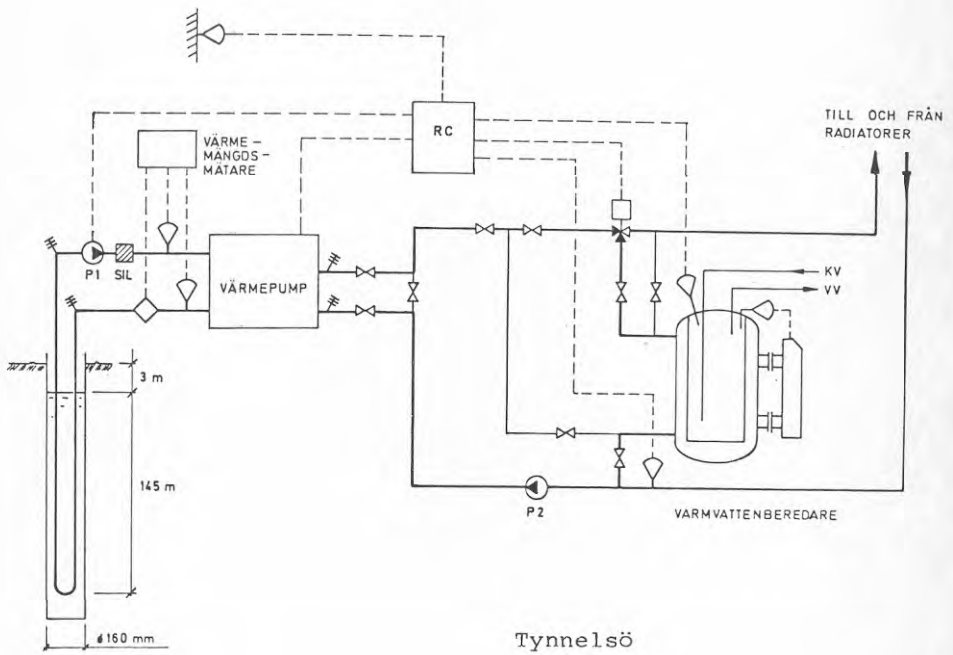 RC
TILL OCH FRÅN
RADIATORER
VÄRME-
MÄNGDS-
MÄTARE
P1
SIL
VÄRMEPUMP
KV
VV
3 m
145 m
P2
VARMVATTENBEREDARE
ø160 mm
Tynnelsö